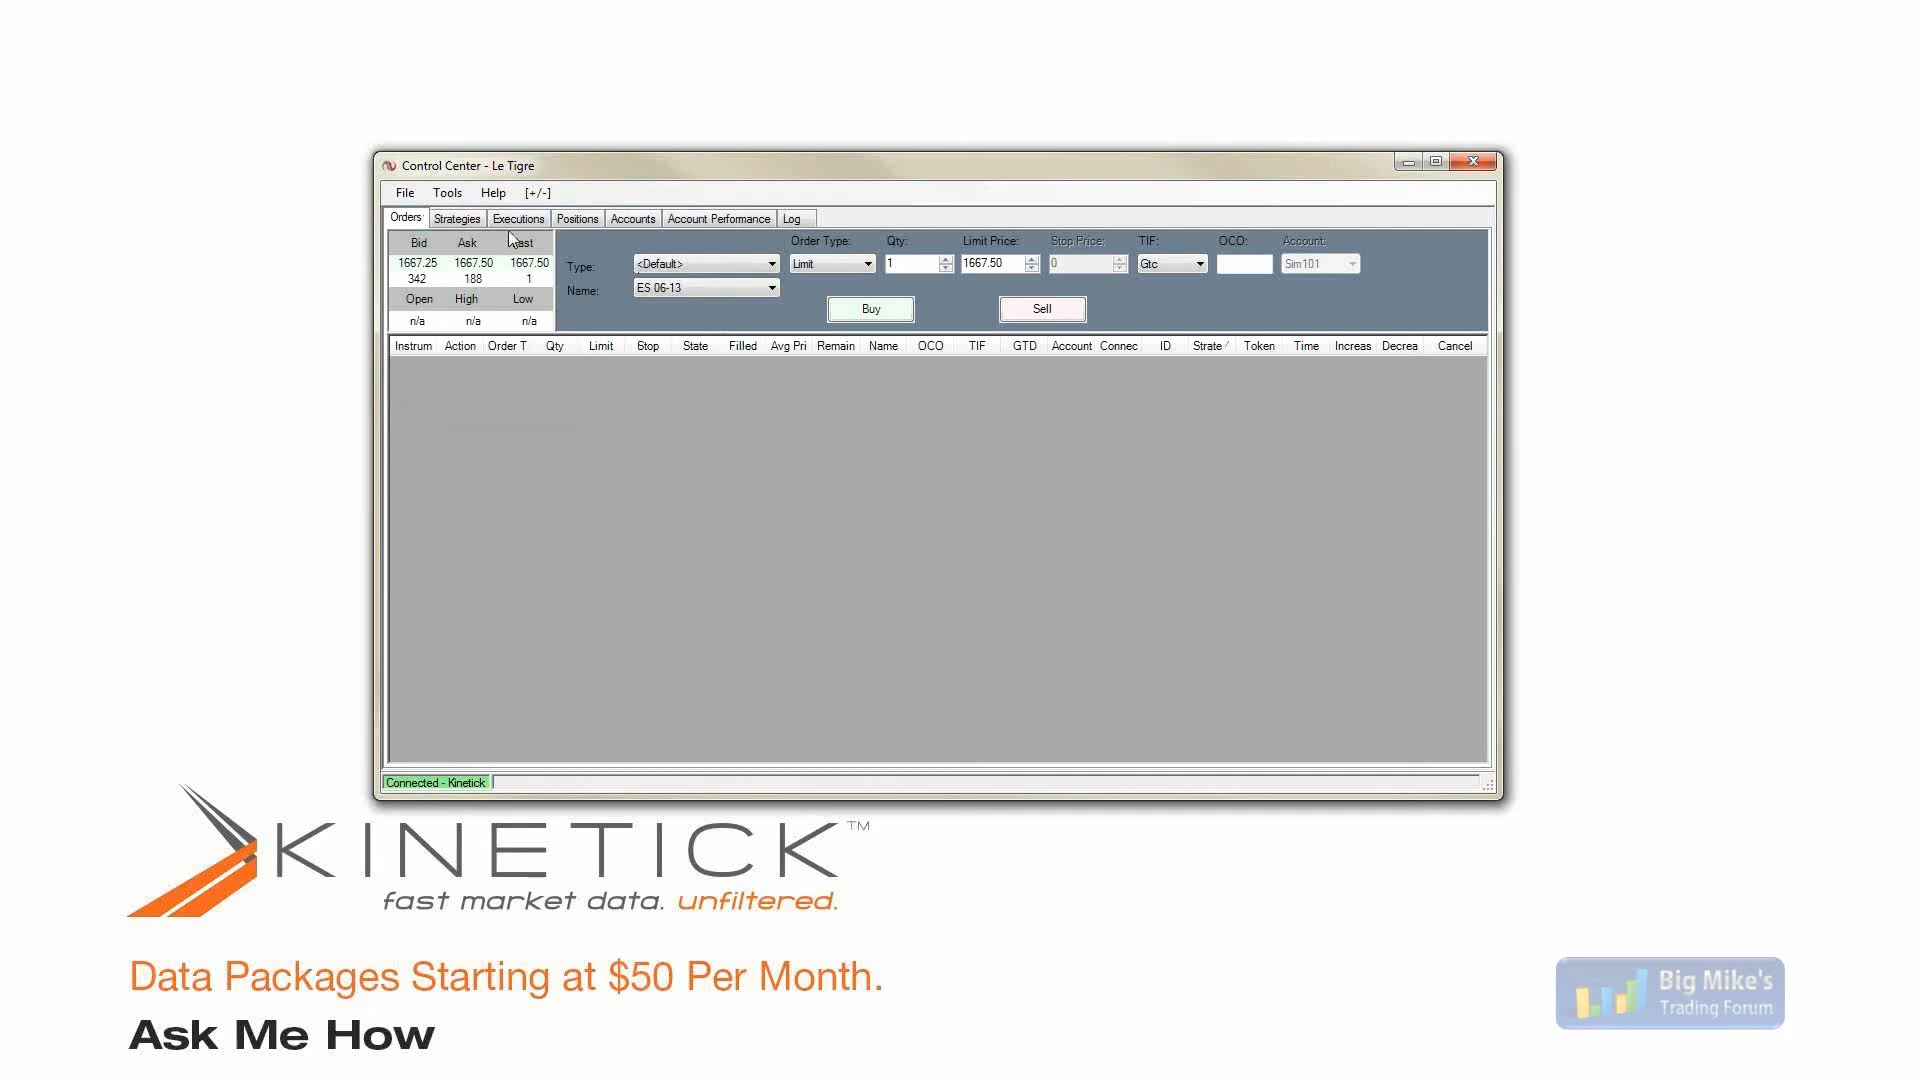 Control Center - Le Tigre
File Tools Help [+/-]
Orders Strategies Executions Positions Accounts Account Performance Log
Bid Ask
1667.25 1667.50 1667.50
342 188 1
Open High Low
n/a n/a n/a
Order Type: Qty: Limit Price: Stop Price: TIF: OCO: Account:
Type: <Default> Limit 1 1667.50 0 Gtc Sim101
Name: ES 06-13
Buy Sell
Instrum Action Order T Qty Limit Stop State Filled Avg Pri Remain Name OCO TIF GTD Account Connec ID Strate Token Time Increas Decrea Cancel
Connected - Kinetick
KINETICK™
fast market data. unfiltered.
Data Packages Starting at $50 Per Month.
Ask Me How
Big Mike's
Trading Forum